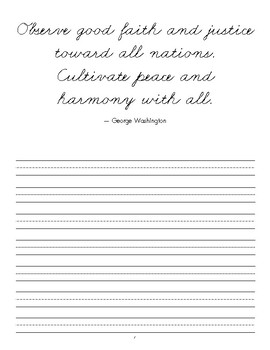 Observe good faith and justice
toward all nations.
Cultivate peace and
harmony with all.
— George Washington